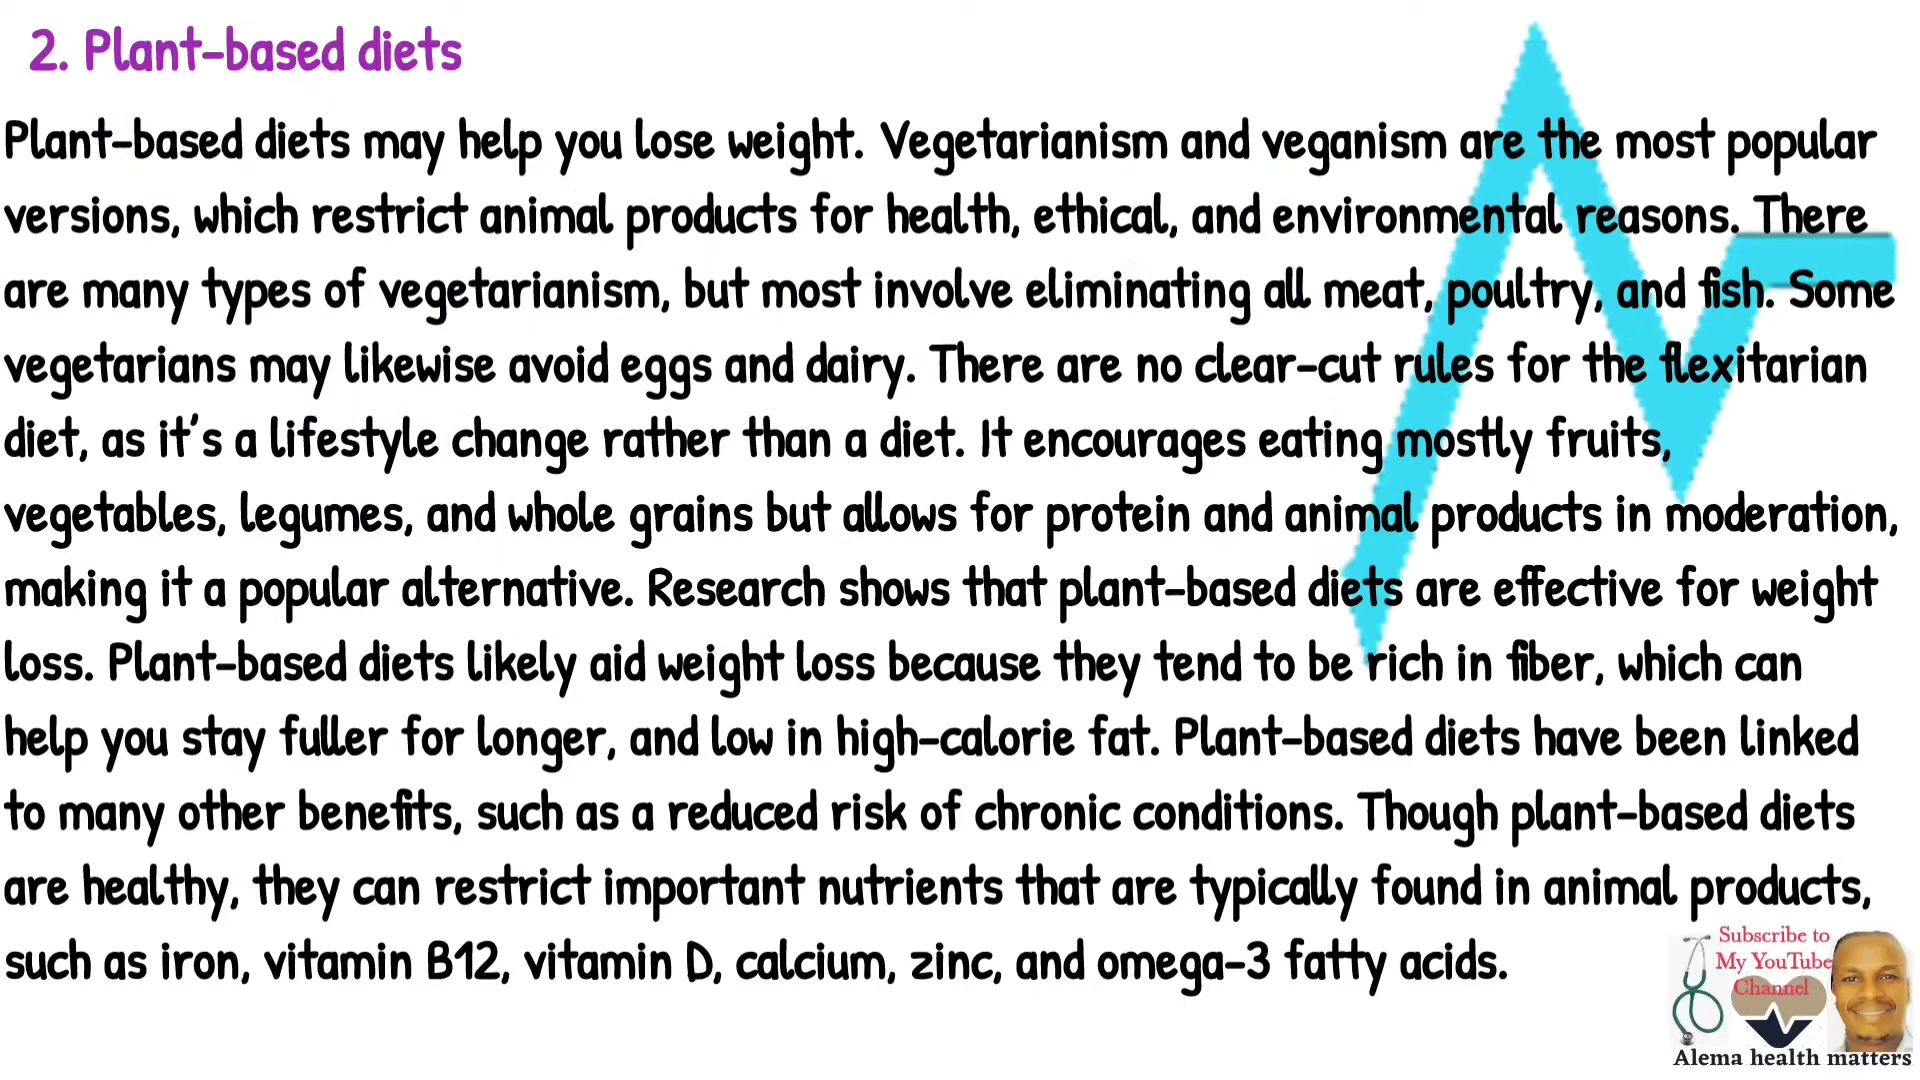 2. Plant-based diets
Plant-based diets may help you lose weight. Vegetarianism and veganism are the most popular
versions, which restrict animal products for health, ethical, and environmental reasons. There
are many types of vegetarianism, but most involve eliminating all meat, poultry, and fish. Some
vegetarians may likewise avoid eggs and dairy. There are no clear-cut rules for the flexitarian
diet, as it's a lifestyle change rather than a diet. It encourages eating mostly fruits,
vegetables, legumes, and whole grains but allows for protein and animal products in moderation,
making it a popular alternative. Research shows that plant-based diets are effective for weight
loss. Plant-based diets likely aid weight loss because they tend to be rich in fiber, which can
help you stay fuller for longer, and low in high-calorie fat. Plant-based diets have been linked
to many other benefits, such as a reduced risk of chronic conditions. Though plant-based diets
are healthy, they can restrict important nutrients that are typically found in animal products,
such as iron, vitamin B12, vitamin D, calcium, zinc, and omega-3 fatty acids.
Subscribe to
My YouTube
Channel
Alema health matters